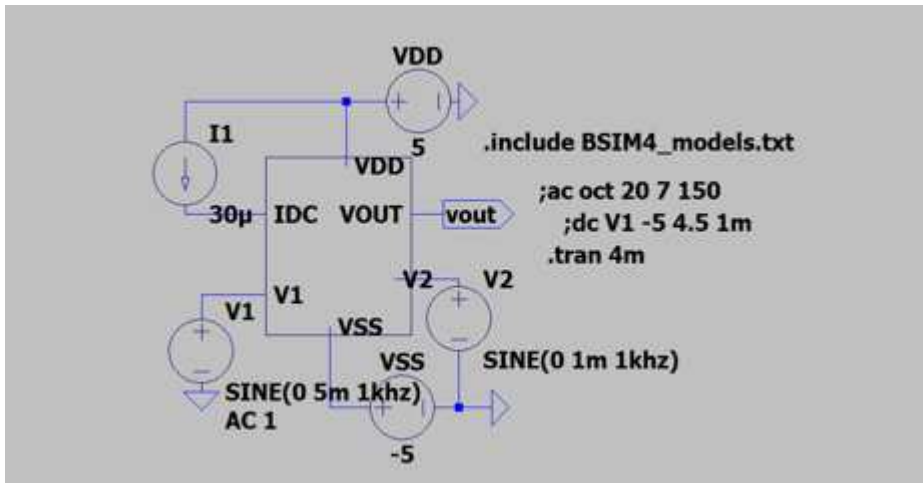 VDD
I1
5
.include BSIM4_models.txt
VDD
;ac oct 20 7 150
30µ
IDC
VOUT
vout
;dc V1 -5 4.5 1m
.tran 4m
V2
V2
V1
V1
VSS
VSS
SINE(0 1m 1khz)
SINE(0 5m 1khz)
AC 1
-5